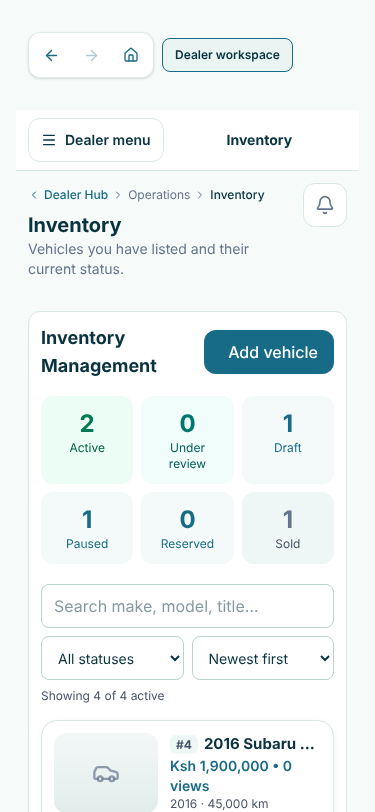 Dealer workspace
Dealer menu
Inventory
Dealer Hub
Operations
Inventory
Inventory
Vehicles you have listed and their
current status.
Inventory
Management
Add vehicle
2
Active
0
Under
review
1
Draft
1
Paused
0
Reserved
1
Sold
Search make, model, title...
All statuses
Newest first
Showing 4 of 4 active
#4 2016 Subaru ...
Ksh 1,900,000 • 0
views
2016 · 45,000 km